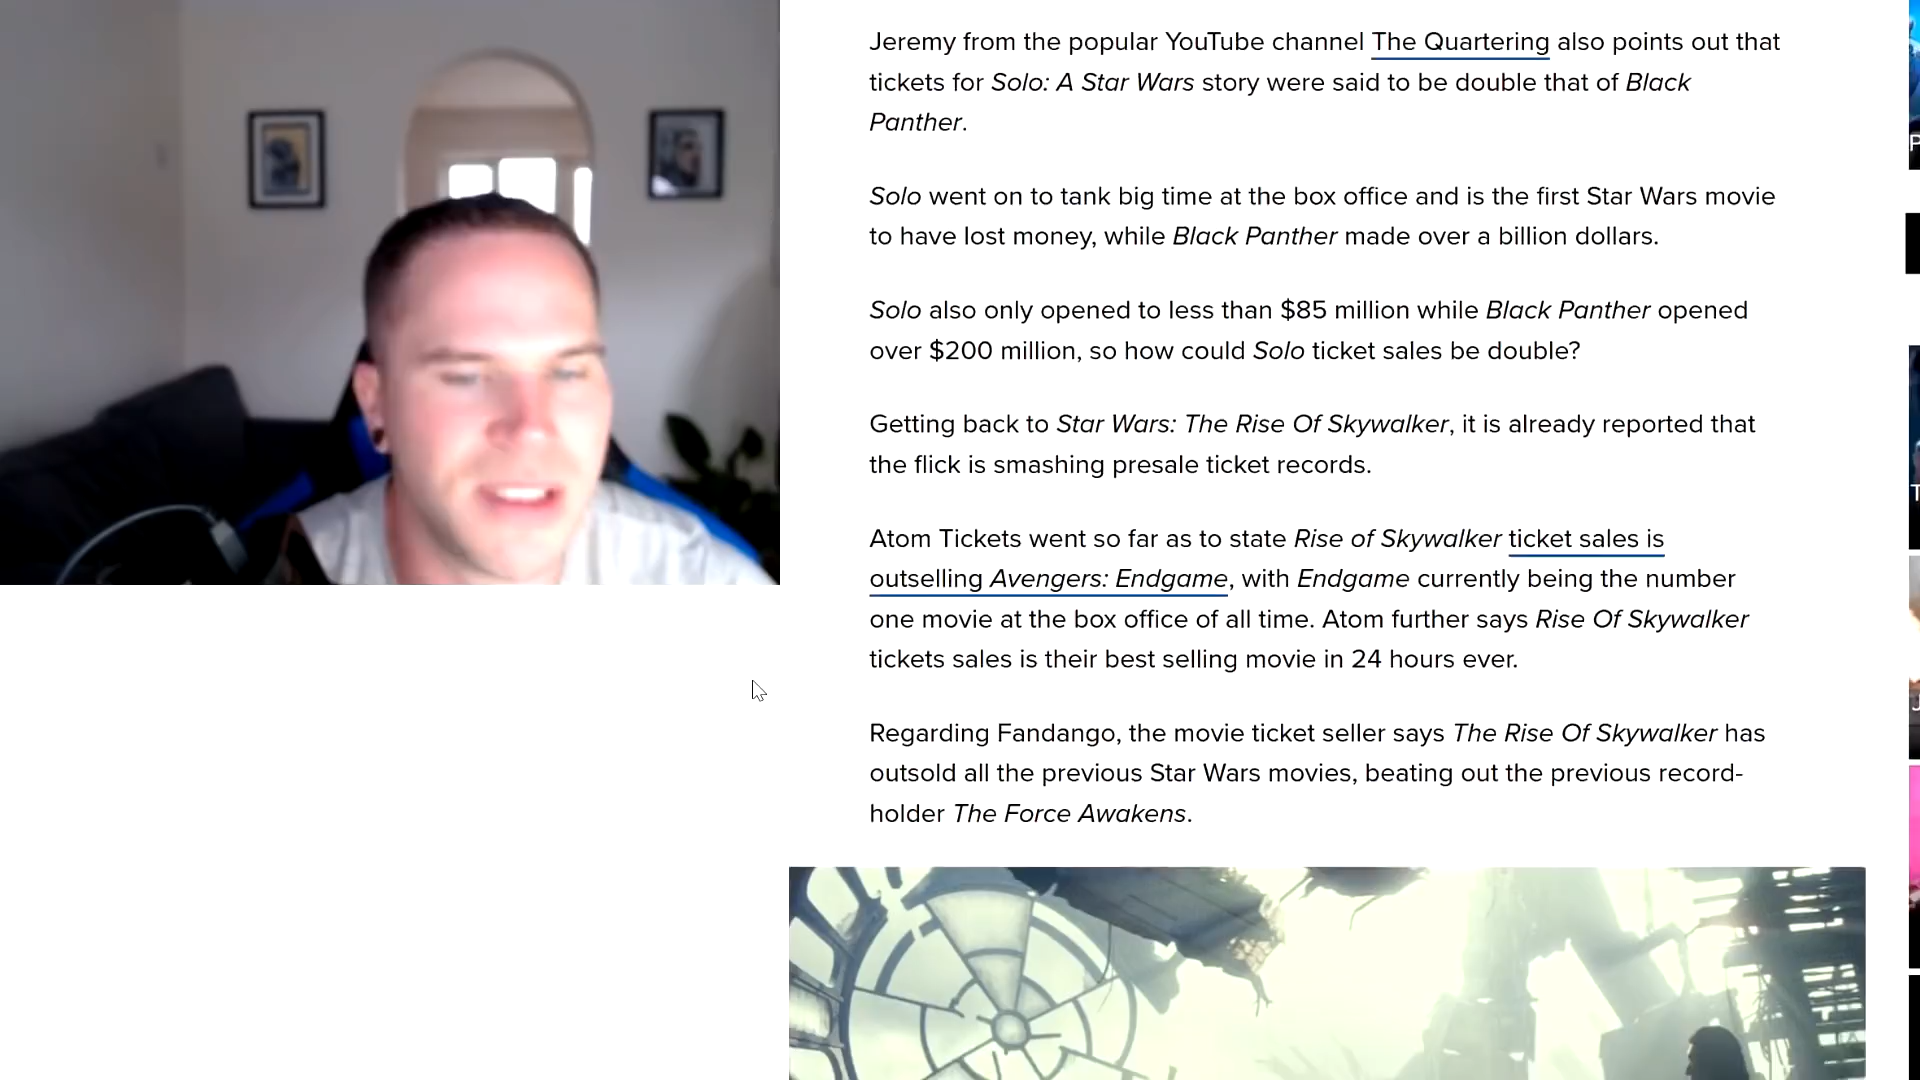 Jeremy from the popular YouTube channel The Quartering also points out that
tickets for Solo: A Star Wars story were said to be double that of Black
Panther.
Solo went on to tank big time at the box office and is the first Star Wars movie
to have lost money, while Black Panther made over a billion dollars.
Solo also only opened to less than $85 million while Black Panther opened
over $200 million, so how could Solo ticket sales be double?
Getting back to Star Wars: The Rise Of Skywalker, it is already reported that
the flick is smashing presale ticket records.
Atom Tickets went so far as to state Rise of Skywalker ticket sales is
outselling Avengers: Endgame, with Endgame currently being the number
one movie at the box office of all time. Atom further says Rise Of Skywalker
tickets sales is their best selling movie in 24 hours ever.
Regarding Fandango, the movie ticket seller says The Rise Of Skywalker has
outsold all the previous Star Wars movies, beating out the previous record-
holder The Force Awakens.